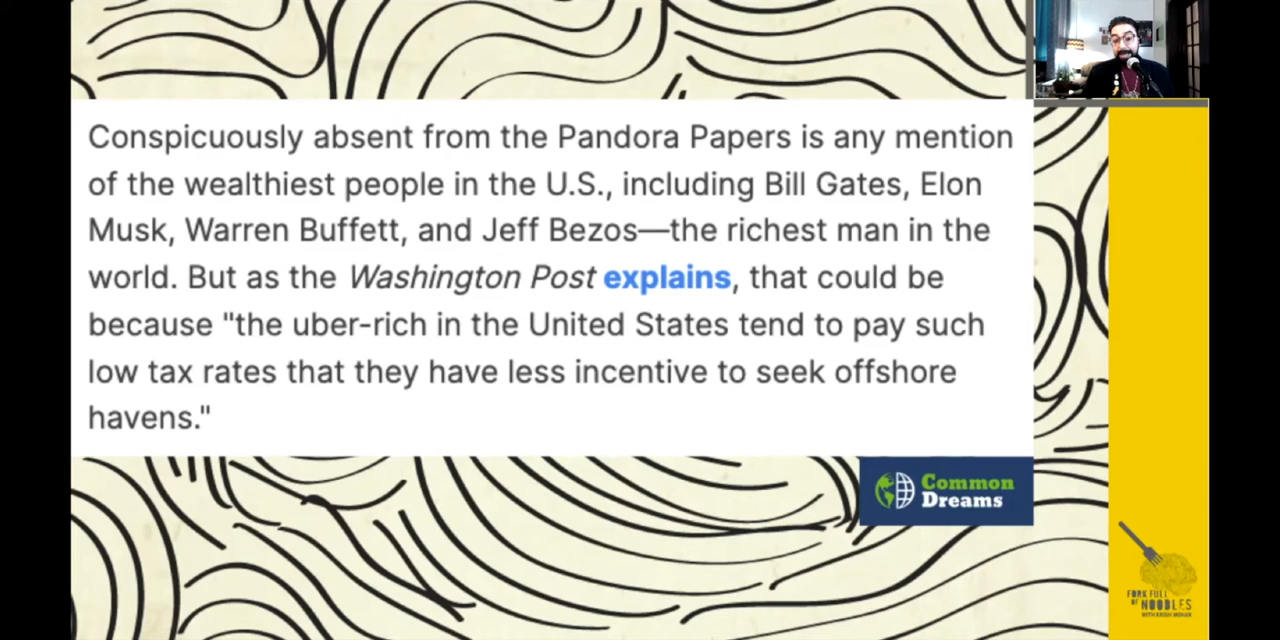 Conspicuously absent from the Pandora Papers is any mention
of the wealthiest people in the U.S., including Bill Gates, Elon
Musk, Warren Buffett, and Jeff Bezos—the richest man in the
world. But as the Washington Post explains, that could be
because "the uber-rich in the United States tend to pay such
low tax rates that they have less incentive to seek offshore
havens."
Common
Dreams
FORK FULL
OF NOODLES
WITH KRISH MOHAN